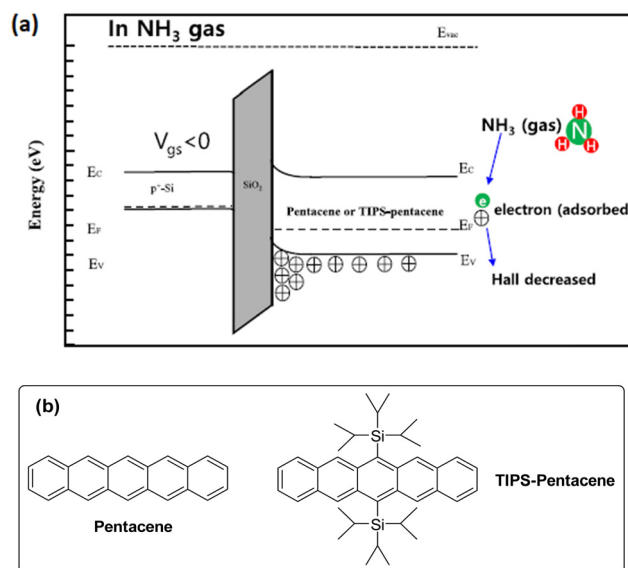 (a)
In NH₃ gas
Evac
Energy (eV)
Vgs<0
EC
p⁺-Si
EF
EV
SiO₂
Pentacene or TIPS-pentacene
EC
EF
EV
NH₃ (gas)
H
N
H
H
e
electron (adsorbed)
Hall decreased
(b)
Si
Si
Pentacene
TIPS-Pentacene